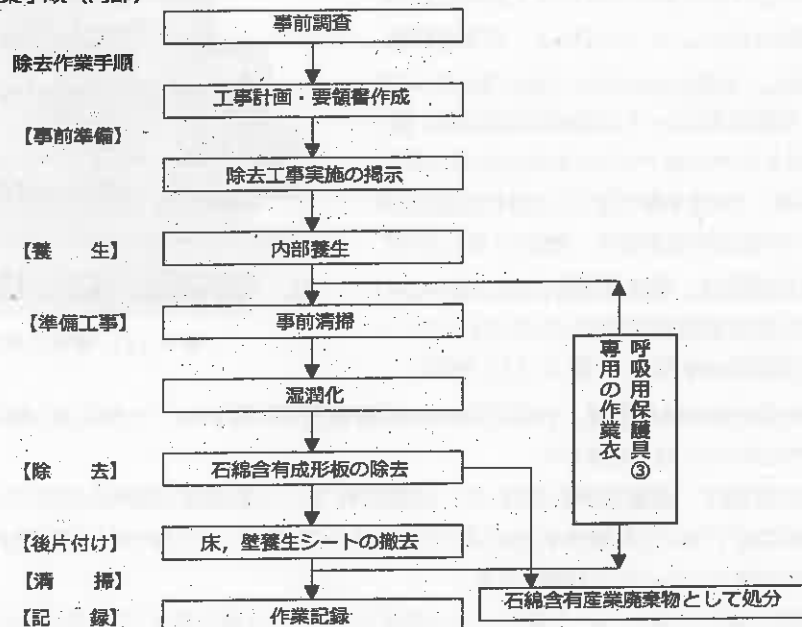 事前調査
除去作業手順
工事計画・要領書作成
【事前準備】
除去工事実施の掲示
【養　生】
内部養生
【準備工事】
事前清掃
呼吸用保護具③
専用の作業衣
湿潤化
【除　去】
石綿含有成形板の除去
【後片付け】
床，壁養生シートの撤去
【清　掃】
石綿含有産業廃棄物として処分
【記　録】
作業記録